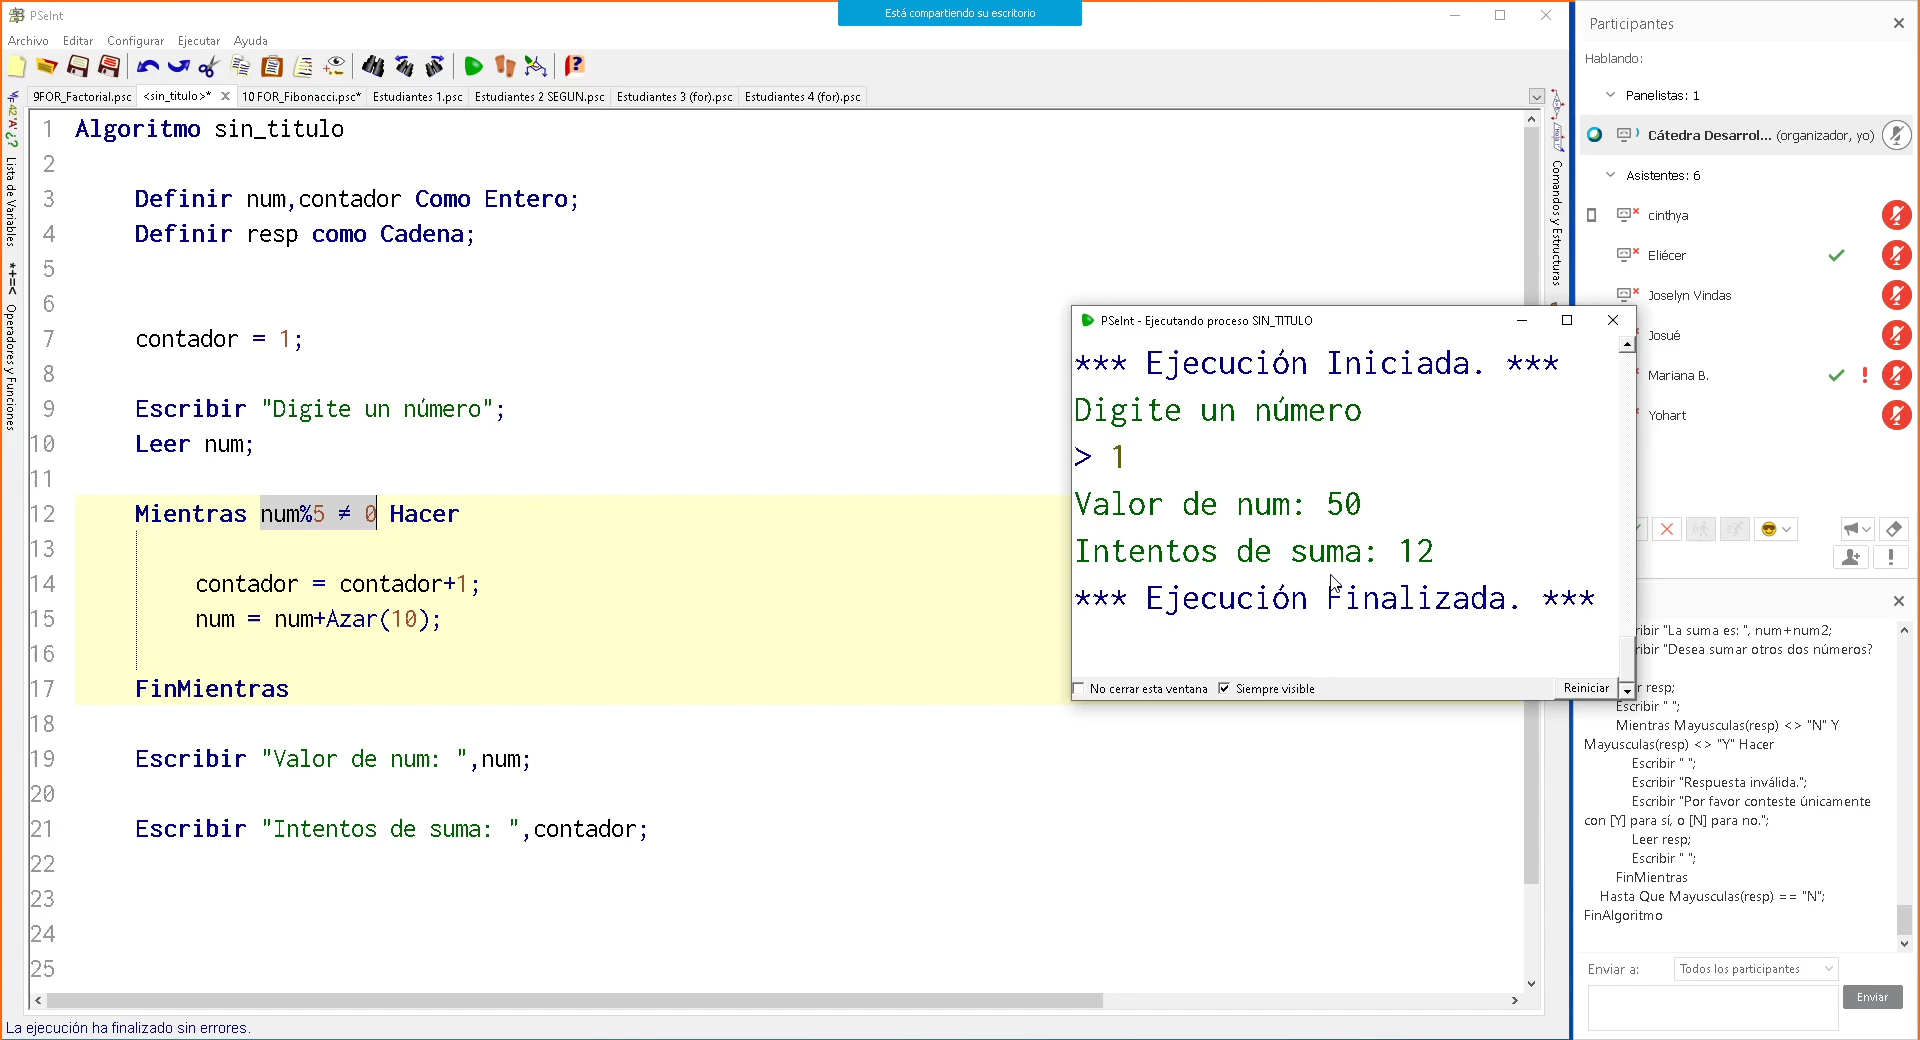 PSeInt
Está compartiendo su escritorio
Archivo Editar Configurar Ejecutar Ayuda
9FOR_Factorial.psc <sin_titulo>* 10 FOR_Fibonacci.psc* Estudiantes 1.psc Estudiantes 2 SEGUN.psc Estudiantes 3 (for).psc Estudiantes 4 (for).psc
Lista de Variables
*+=<
Operadores y Funciones
Comandos y Estructuras
1 Algoritmo sin_titulo
2
3 Definir num,contador Como Entero;
4 Definir resp como Cadena;
5
6
7 contador = 1;
8
9 Escribir "Digite un número";
10 Leer num;
11
12 Mientras num%5 ≠ 0 Hacer
13
14 contador = contador+1;
15 num = num+Azar(10);
16
17 FinMientras
18
19 Escribir "Valor de num: ",num;
20
21 Escribir "Intentos de suma: ",contador;
22
23
24
25
La ejecución ha finalizado sin errores.
PSeInt - Ejecutando proceso SIN_TITULO
*** Ejecución Iniciada. ***
Digite un número
> 1
Valor de num: 50
Intentos de suma: 12
*** Ejecución Finalizada. ***
No cerrar esta ventana Siempre visible Reiniciar
Participantes
Hablando:
Panelistas: 1
Cátedra Desarrol... (organizador, yo)
Asistentes: 6
cinthya
Eliécer
Joselyn Vindas
Josué
Mariana B.
Yohart
ribir "La suma es: ", num+num2;
ribir "Desea sumar otros dos números?
r resp;
Escribir " ";
Mientras Mayusculas(resp) <> "N" Y
Mayusculas(resp) <> "Y" Hacer
Escribir " ";
Escribir "Respuesta inválida.";
Escribir "Por favor conteste únicamente
con [Y] para sí, o [N] para no.";
Leer resp;
Escribir " ";
FinMientras
Hasta Que Mayusculas(resp) == "N";
FinAlgoritmo
Enviar a: Todos los participantes
Enviar